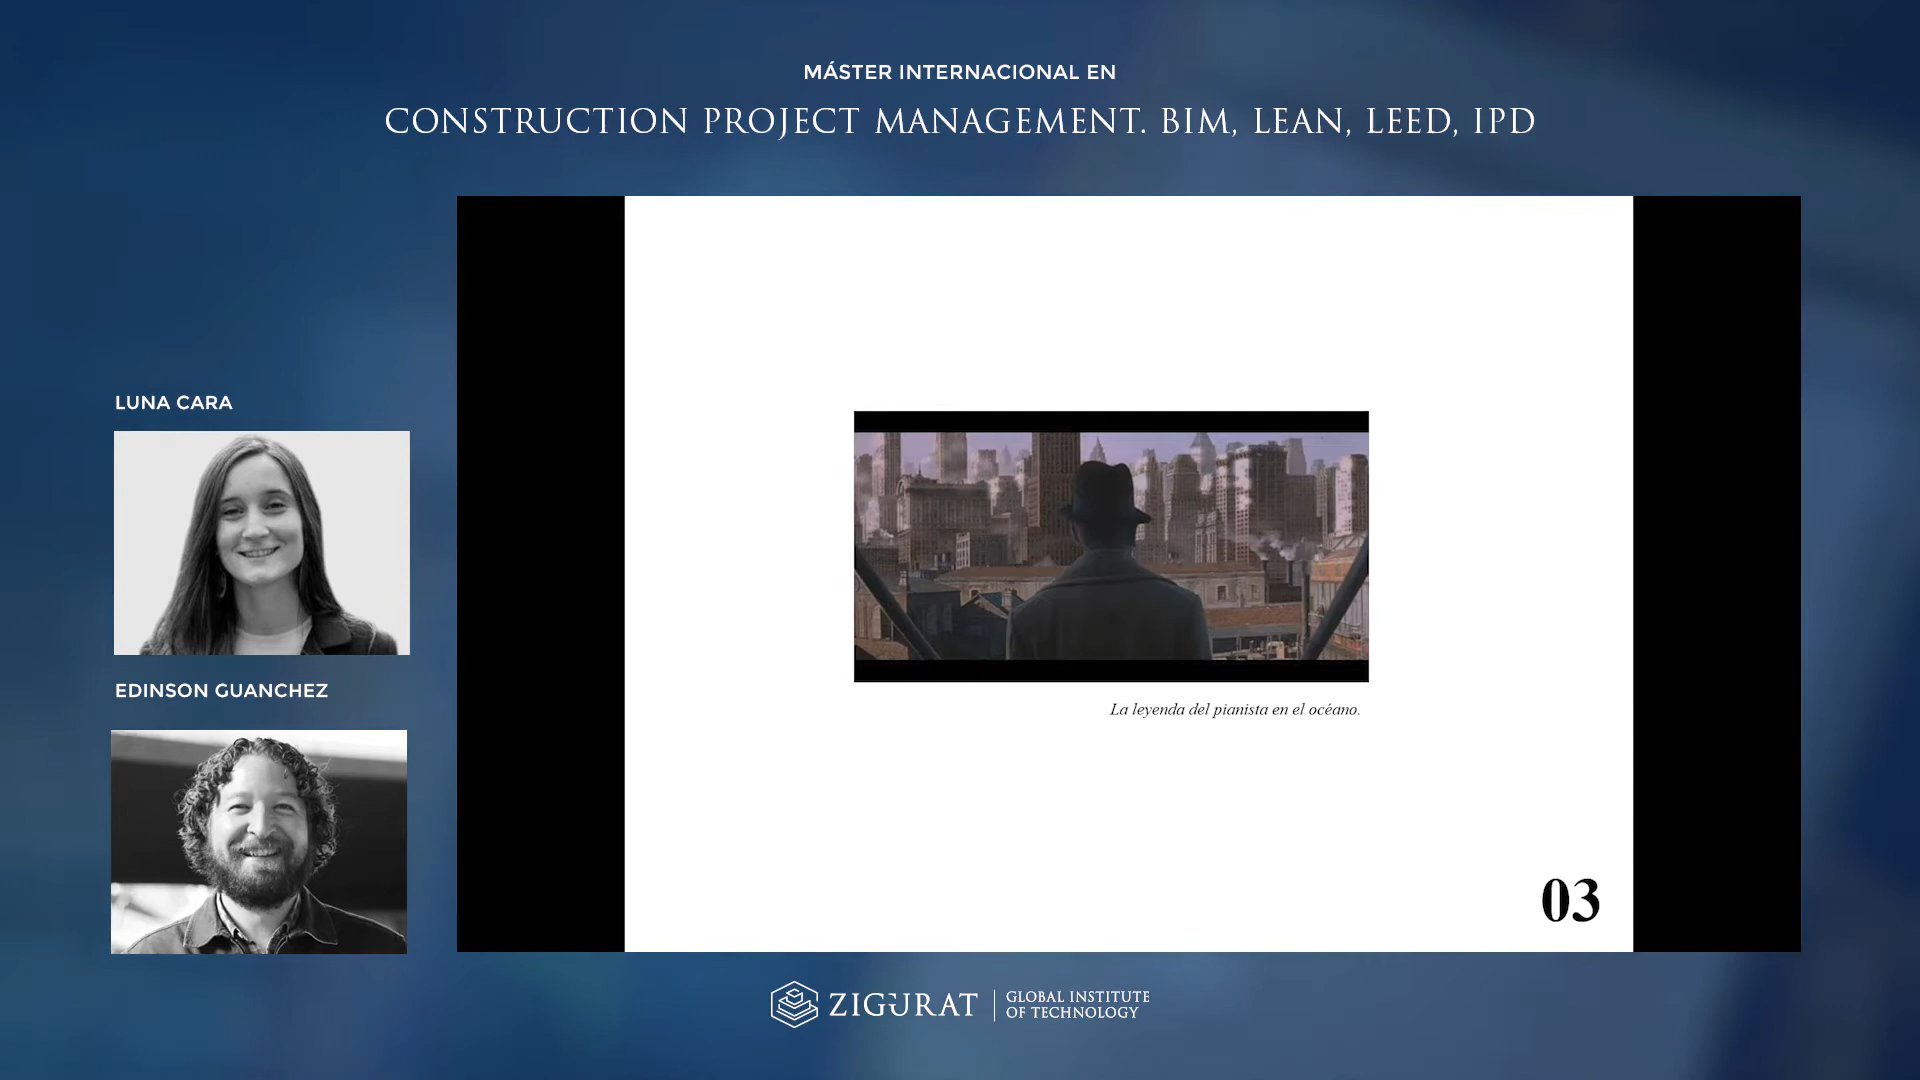 MÁSTER INTERNACIONAL EN
CONSTRUCTION PROJECT MANAGEMENT. BIM, LEAN, LEED, IPD
LUNA CARA
EDINSON GUANCHEZ
La leyenda del pianista en el océano.
03
ZIGURAT
GLOBAL INSTITUTE
OF TECHNOLOGY